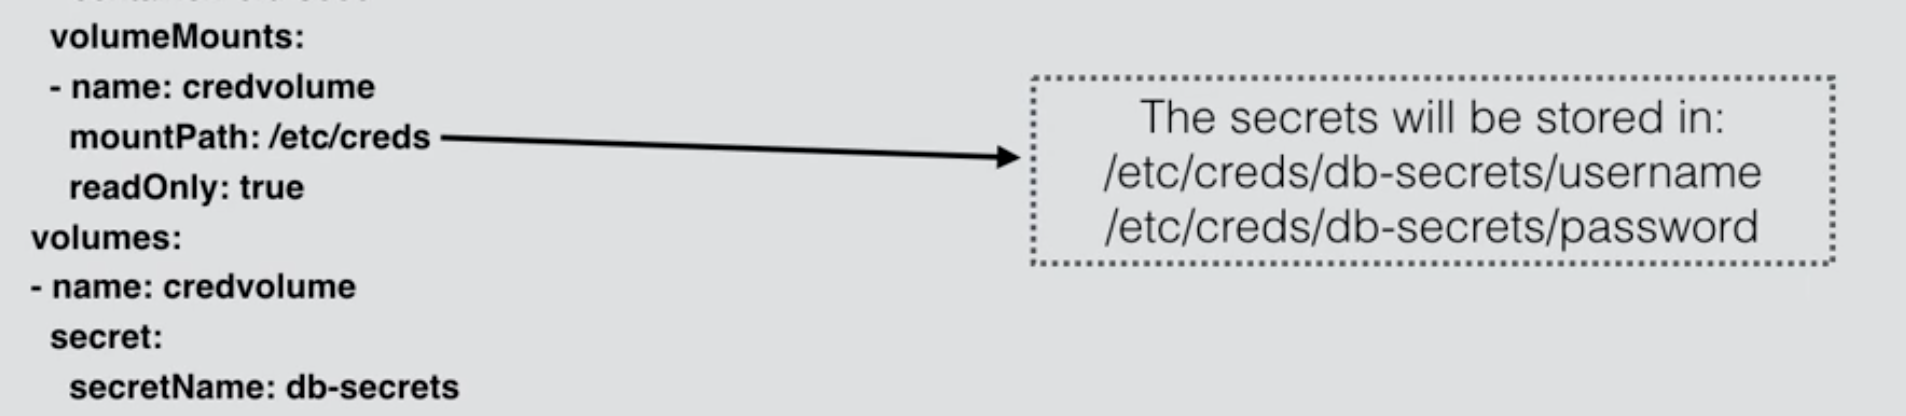 volumeMounts:
- name: credvolume
mountPath: /etc/creds
readOnly: true
volumes:
- name: credvolume
secret:
secretName: db-secrets
The secrets will be stored in:
/etc/creds/db-secrets/username
/etc/creds/db-secrets/password